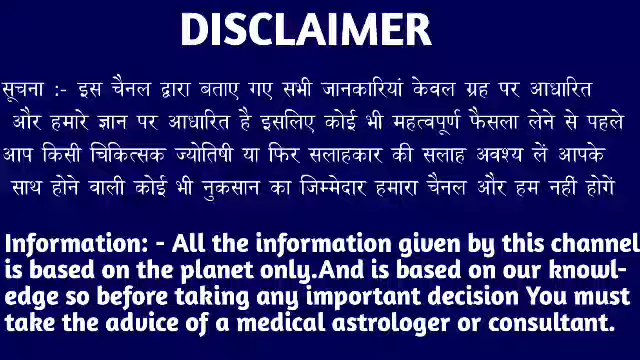 DISCLAIMER
सूचना :- इस चैनल द्वारा बताए गए सभी जानकारियां केवल ग्रह पर आधारित
और हमारे ज्ञान पर आधारित है इसलिए कोई भी महत्वपूर्ण फैसला लेने से पहले
आप किसी चिकित्सक ज्योतिषी या फिर सलाहकार की सलाह अवश्य लें आपके
साथ होने वाली कोई भी नुकसान का जिम्मेदार हमारा चैनल और हम नहीं होगें
Information: - All the information given by this channel
is based on the planet only.And is based on our knowl-
edge so before taking any important decision You must
take the advice of a medical astrologer or consultant.